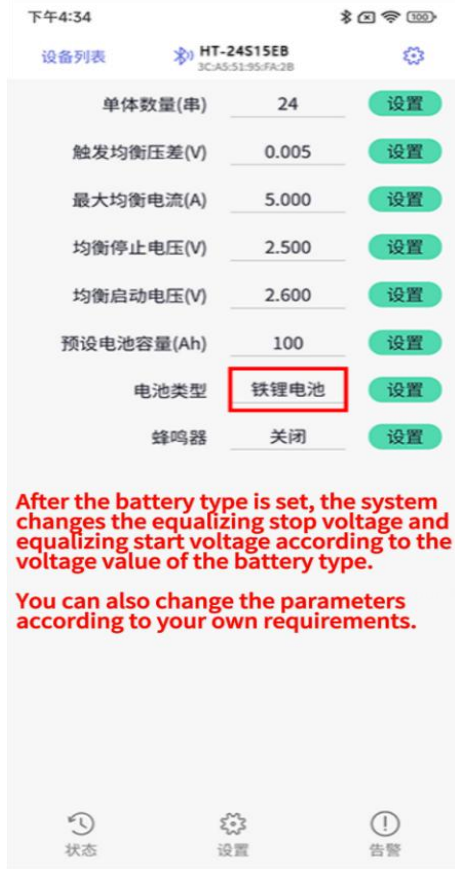 下午4:34
100
设备列表
HT-24S15EB
3C:A5:51:95:FA:2B
单体数量(串) 24 设置
触发均衡压差(V) 0.005 设置
最大均衡电流(A) 5.000 设置
均衡停止电压(V) 2.500 设置
均衡启动电压(V) 2.600 设置
预设电池容量(Ah) 100 设置
电池类型 铁锂电池 设置
蜂鸣器 关闭 设置
After the battery type is set, the system
changes the equalizing stop voltage and
equalizing start voltage according to the
voltage value of the battery type.
You can also change the parameters
according to your own requirements.
状态 设置 告警